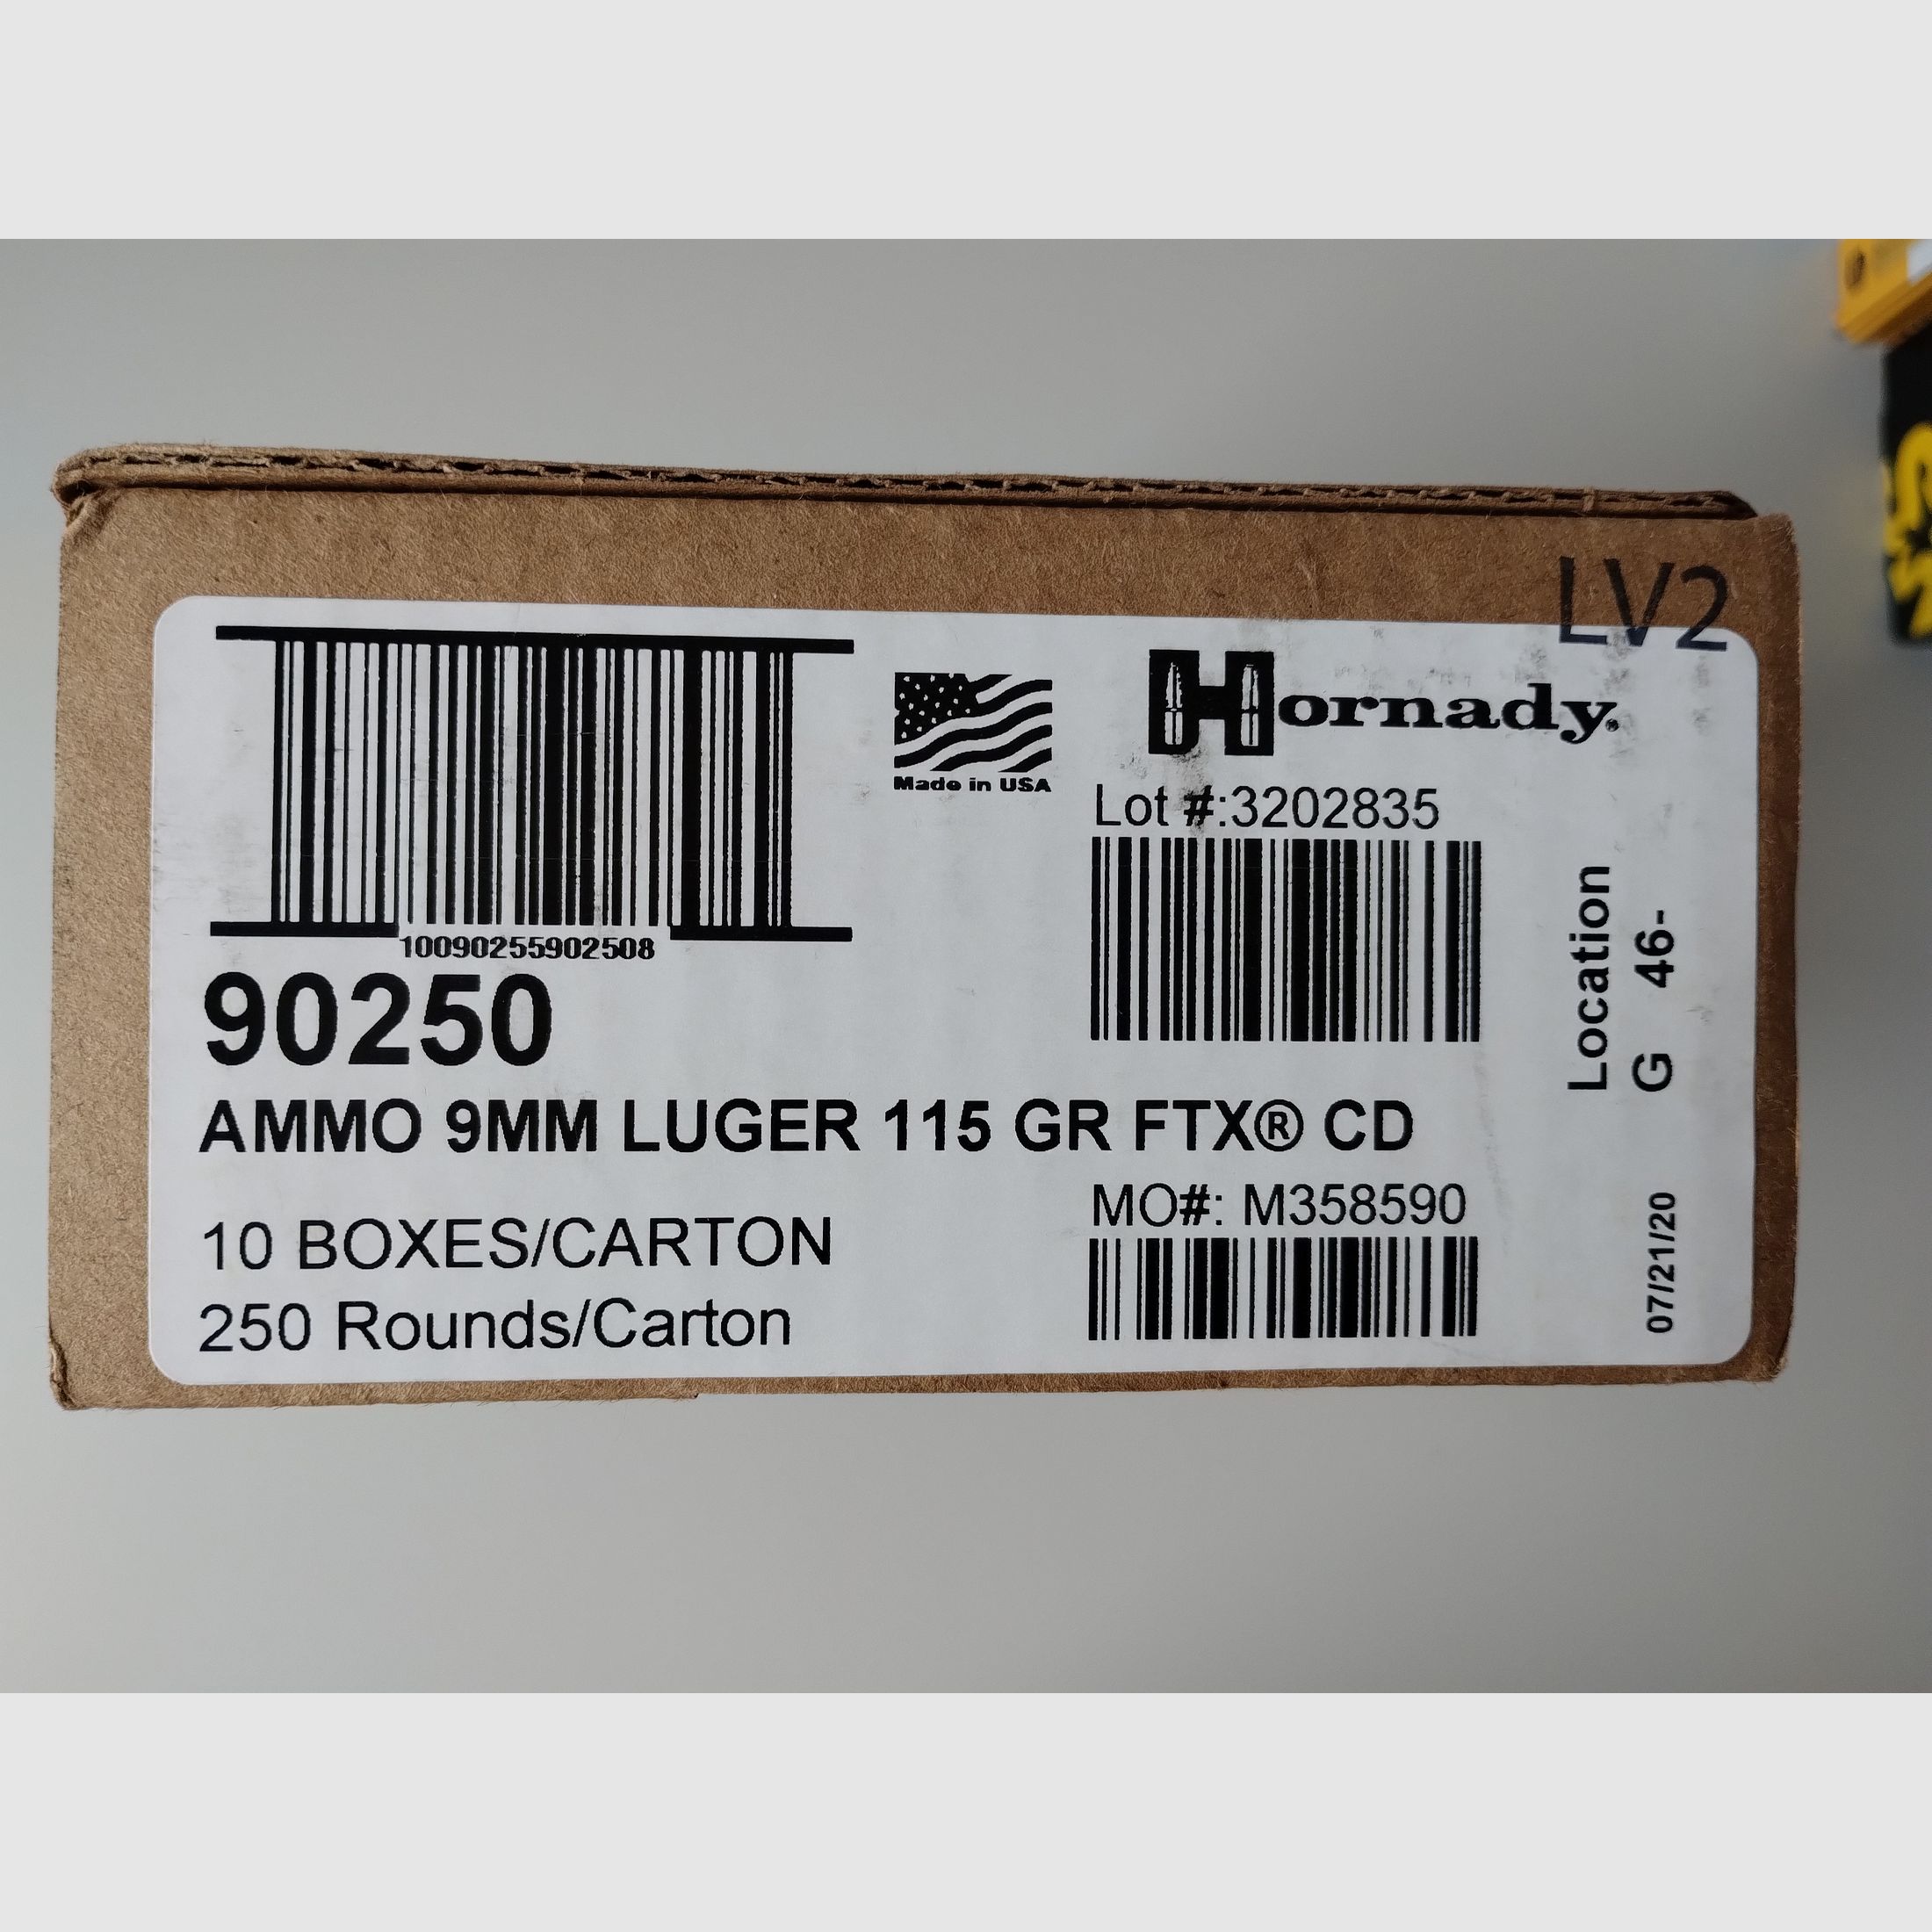 LV2
Hornady.
Made in USA
Lot #:3202835
10090255902508
90250
AMMO 9MM LUGER 115 GR FTX® CD
MO#: M358590
10 BOXES/CARTON
250 Rounds/Carton
Location
G 46-
07/21/20